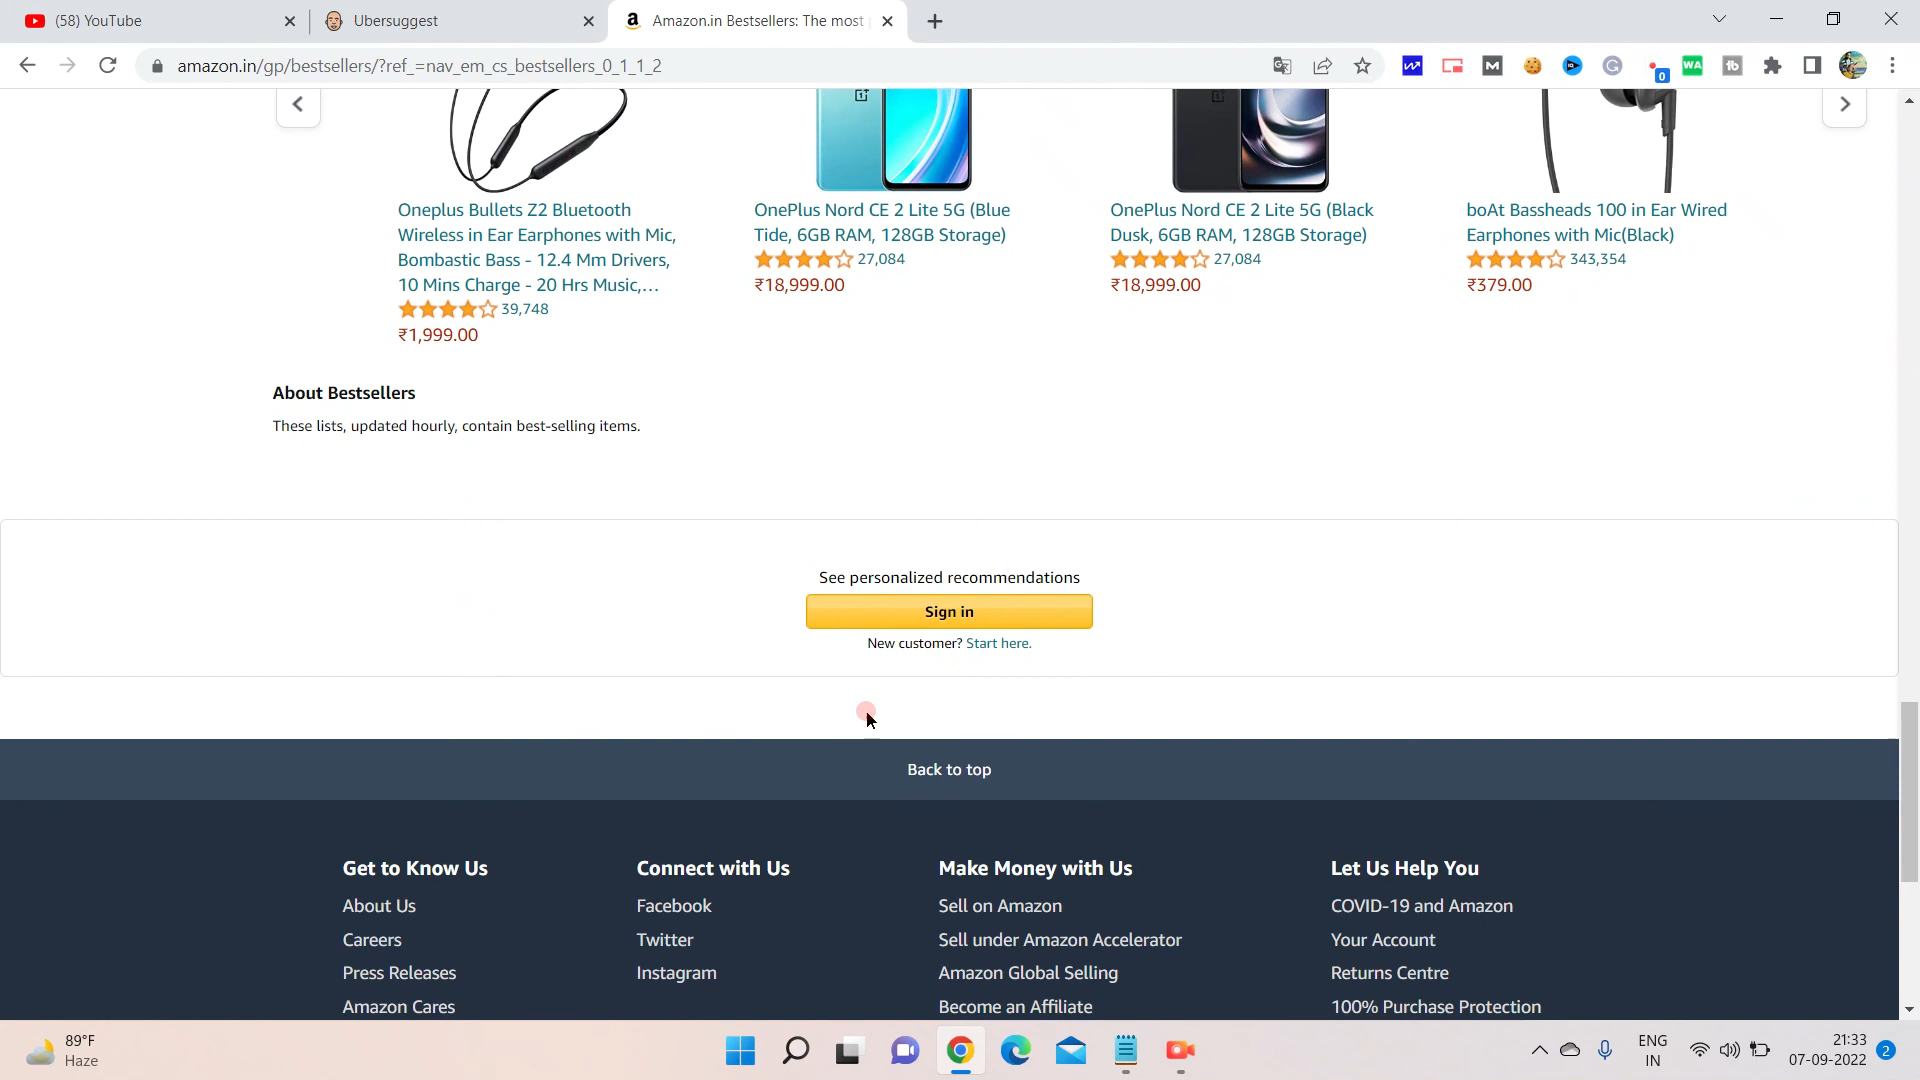 (58) YouTube
Ubersuggest
Amazon.in Bestsellers: The most
amazon.in/gp/bestsellers/?ref_=nav_em_cs_bestsellers_0_1_1_2
Oneplus Bullets Z2 Bluetooth
Wireless in Ear Earphones with Mic,
Bombastic Bass - 12.4 Mm Drivers,
10 Mins Charge - 20 Hrs Music,...
39,748
₹1,999.00
OnePlus Nord CE 2 Lite 5G (Blue
Tide, 6GB RAM, 128GB Storage)
27,084
₹18,999.00
OnePlus Nord CE 2 Lite 5G (Black
Dusk, 6GB RAM, 128GB Storage)
27,084
₹18,999.00
boAt Bassheads 100 in Ear Wired
Earphones with Mic(Black)
343,354
₹379.00
About Bestsellers
These lists, updated hourly, contain best-selling items.
See personalized recommendations
Sign in
New customer? Start here.
Back to top
Get to Know Us
About Us
Careers
Press Releases
Amazon Cares
Connect with Us
Facebook
Twitter
Instagram
Make Money with Us
Sell on Amazon
Sell under Amazon Accelerator
Amazon Global Selling
Become an Affiliate
Let Us Help You
COVID-19 and Amazon
Your Account
Returns Centre
100% Purchase Protection
89°F
Haze
ENG
IN
21:33
07-09-2022
2